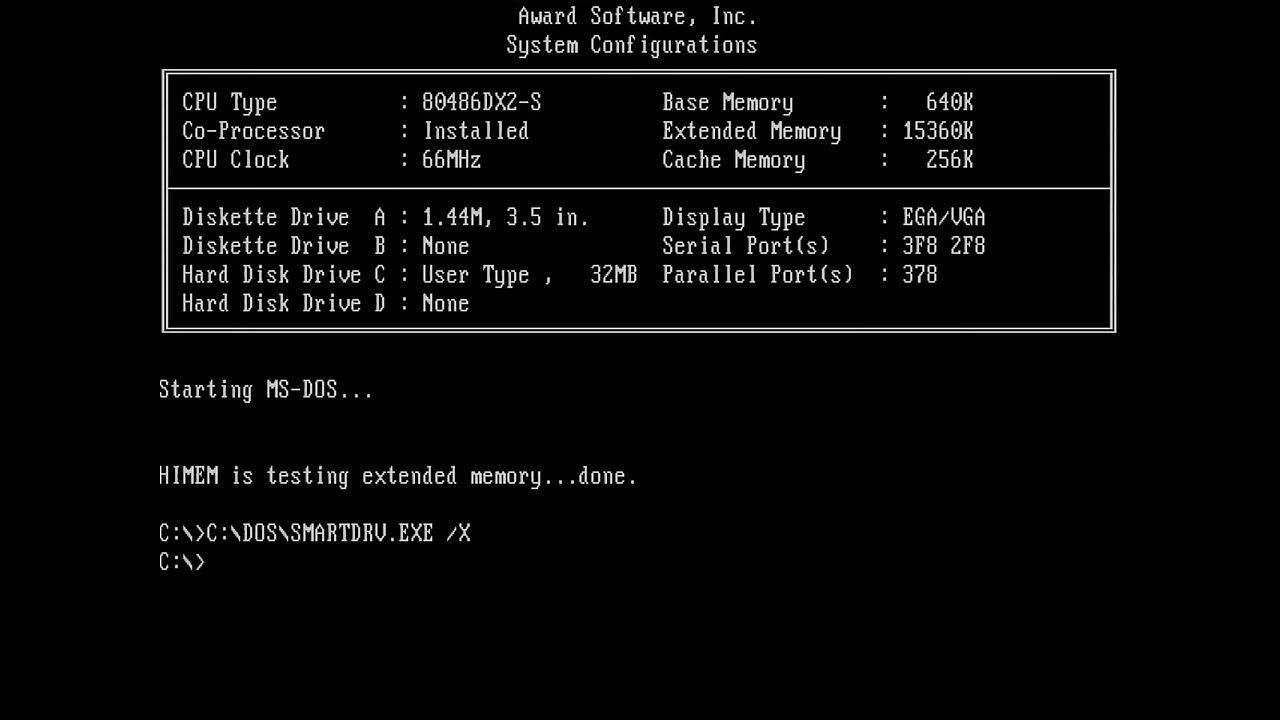 Award Software, Inc.
System Configurations
CPU Type : 80486DX2-S Base Memory : 640K
Co-Processor : Installed Extended Memory : 15360K
CPU Clock : 66MHz Cache Memory : 256K
Diskette Drive A : 1.44M, 3.5 in. Display Type : EGA/VGA
Diskette Drive B : None Serial Port(s) : 3F8 2F8
Hard Disk Drive C : User Type , 32MB Parallel Port(s) : 378
Hard Disk Drive D : None
Starting MS-DOS...
HIMEM is testing extended memory...done.
C:\>C:\DOS\SMARTDRV.EXE /X
C:\>